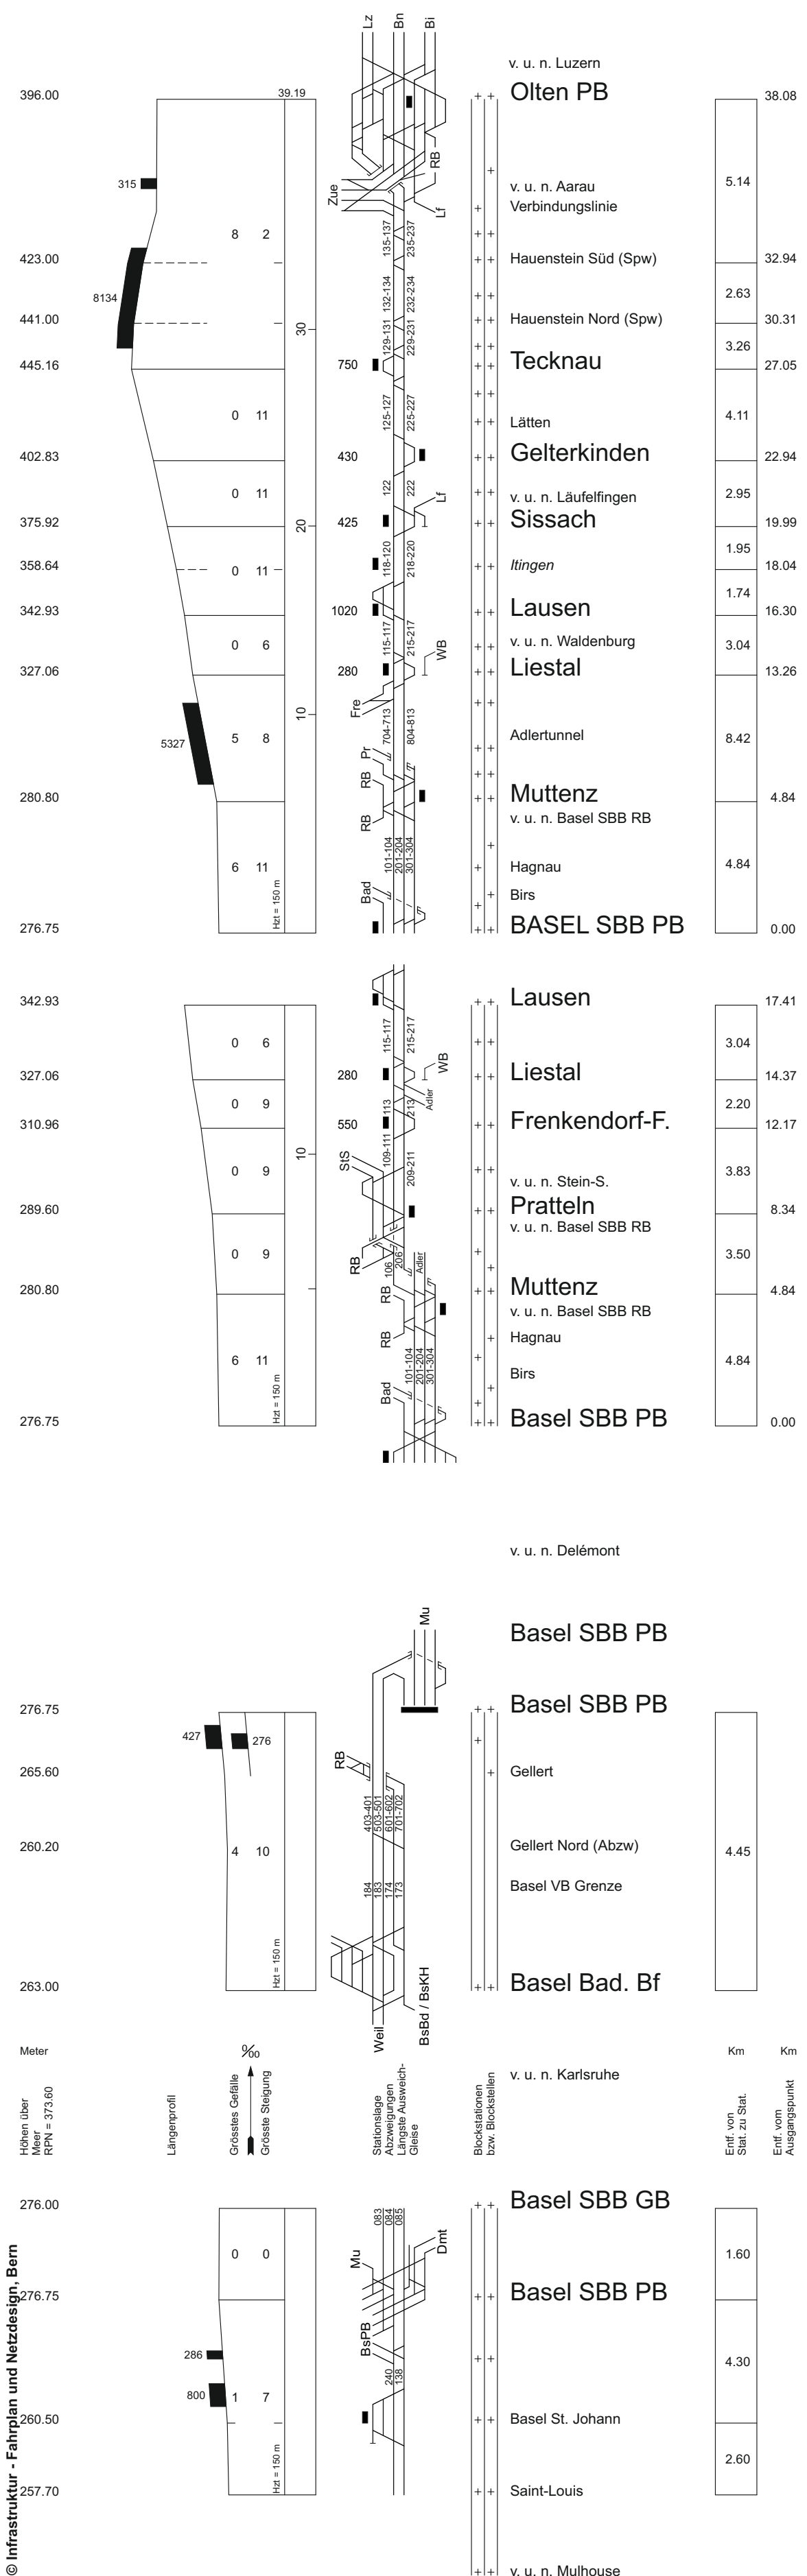 Lz Bn Bi
v. u. n. Luzern
396.00 39.19 Olten PB 38.08
RB
315 5.14
Zue Lf v. u. n. Aarau
Verbindungslinie
8 2 135-137 235-237
423.00 Hauenstein Süd (Spw) 32.94
8134 132-134 232-234 2.63
441.00 30 129-131 229-231 Hauenstein Nord (Spw) 30.31
3.26
445.16 750 Tecknau 27.05
0 11 125-127 225-227 Lätten 4.11
402.83 430 Gelterkinden 22.94
0 11 122 222 2.95
Lf v. u. n. Läufelfingen
375.92 20 425 Sissach 19.99
1.95
358.64 0 11 118-120 218-220 Itingen 18.04
1.74
342.93 1020 Lausen 16.30
0 6 115-117 215-217 WB v. u. n. Waldenburg 3.04
327.06 280 Liestal 13.26
10 Fre
5327 5 8 704-713 804-813 Adlertunnel 8.42
Pr
RB
280.80 Muttenz 4.84
RB v. u. n. Basel SBB RB
6 11 101-104 201-204 301-304 Hagnau 4.84
Hzt = 150 m Bad Birs
276.75 BASEL SBB PB 0.00
342.93 Lausen 17.41
0 6 115-117 215-217 WB 3.04
327.06 280 Liestal 14.37
0 9 113 213 Adler 2.20
310.96 550 Frenkendorf-F. 12.17
10 StS 109-111 209-211
0 9 v. u. n. Stein-S. 3.83
289.60 Pratteln 8.34
v. u. n. Basel SBB RB
0 9 RB 106 206 Adler 3.50
280.80 RB Muttenz 4.84
v. u. n. Basel SBB RB
RB Hagnau
6 11 101-104 201-204 301-304 4.84
Hzt = 150 m Bad Birs
276.75 Basel SBB PB 0.00
v. u. n. Delémont
Mu Basel SBB PB
276.75 Basel SBB PB
427 276
RB
265.60 Gellert
403-401 503-501 601-602 701-702
260.20 4 10 Gellert Nord (Abzw) 4.45
184 183 174 173 Basel VB Grenze
Hzt = 150 m
263.00 Basel Bad. Bf
Weil BsBd / BsKH
Meter ‰ Km Km
v. u. n. Karlsruhe
Höhen über
Meer
RPN = 373.60
Längenprofil
Grösstes Gefälle
Grösste Steigung
Stationslage
Abzweigungen
Längste Ausweich-
Gleise
Blockstationen
bzw. Blockstellen
Entf. von
Stat. zu Stat.
Entf. vom
Ausgangspunkt
276.00 Basel SBB GB
083 084 085
0 0 Mu Dmt 1.60
276.75 Basel SBB PB
BsPB
286 4.30
240 138
800 1 7
260.50 Basel St. Johann
Hzt = 150 m 2.60
257.70 Saint-Louis
v. u. n. Mulhouse
© Infrastruktur - Fahrplan und Netzdesign, Bern